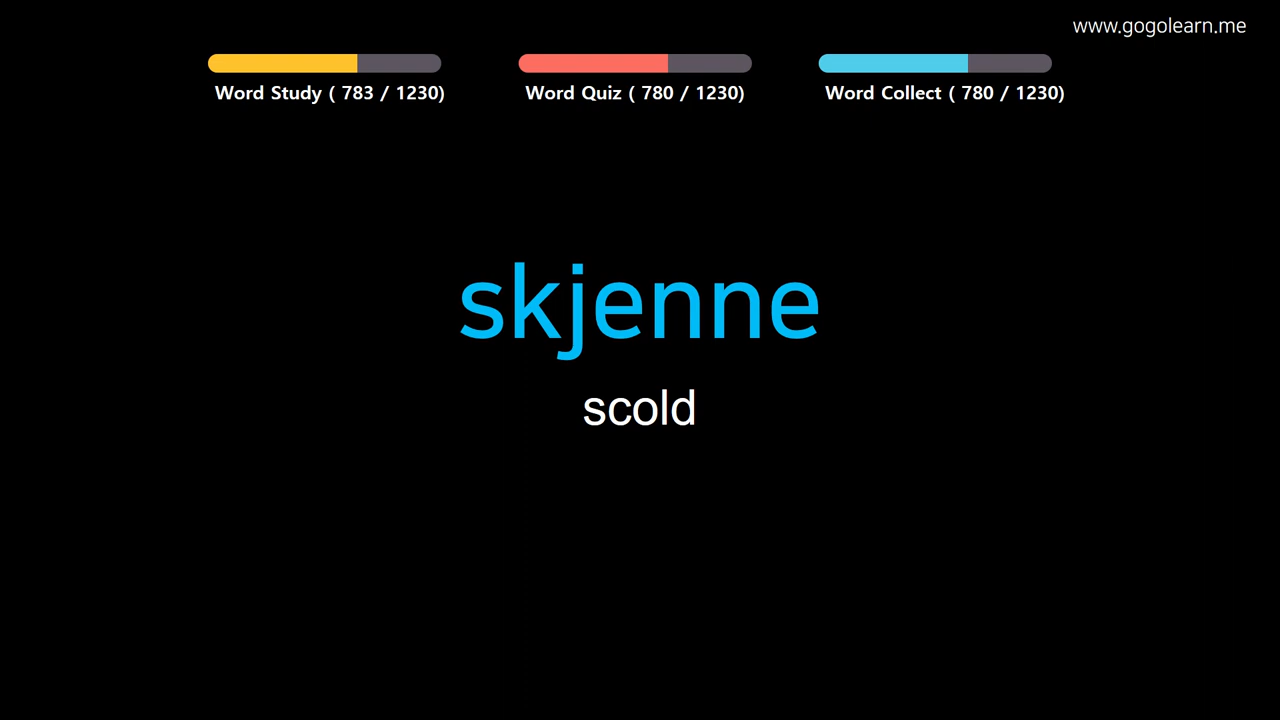 www.gogolearn.me
Word Study ( 783 / 1230)
Word Quiz ( 780 / 1230)
Word Collect ( 780 / 1230)
skjenne
scold